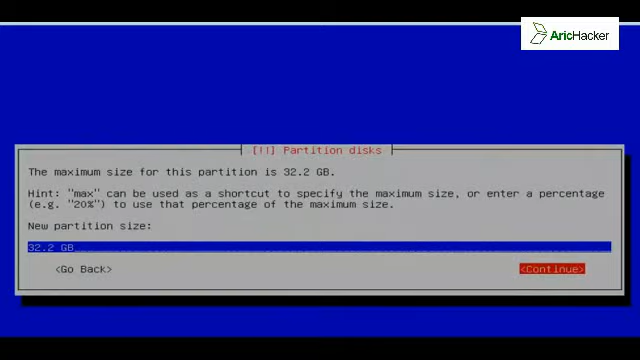 AricHacker
[!!] Partition disks
The maximum size for this partition is 32.2 GB.
Hint: "max" can be used as a shortcut to specify the maximum size, or enter a percentage
(e.g. "20%") to use that percentage of the maximum size.
New partition size:
32.2 GB
<Go Back>
<Continue>